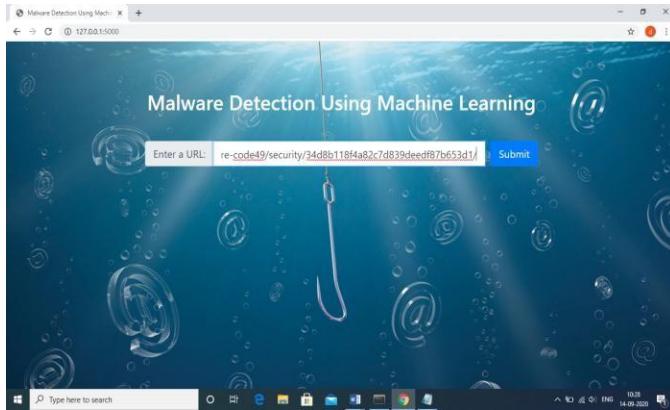 Malware Detection Using Mach
127.0.0.1:5000
Malware Detection Using Machine Learning
Enter a URL:
re-code49/security/34d8b118f4a82c7d839deedf87b653d1/
Submit
Type here to search
ENG
10:28
14-09-2020